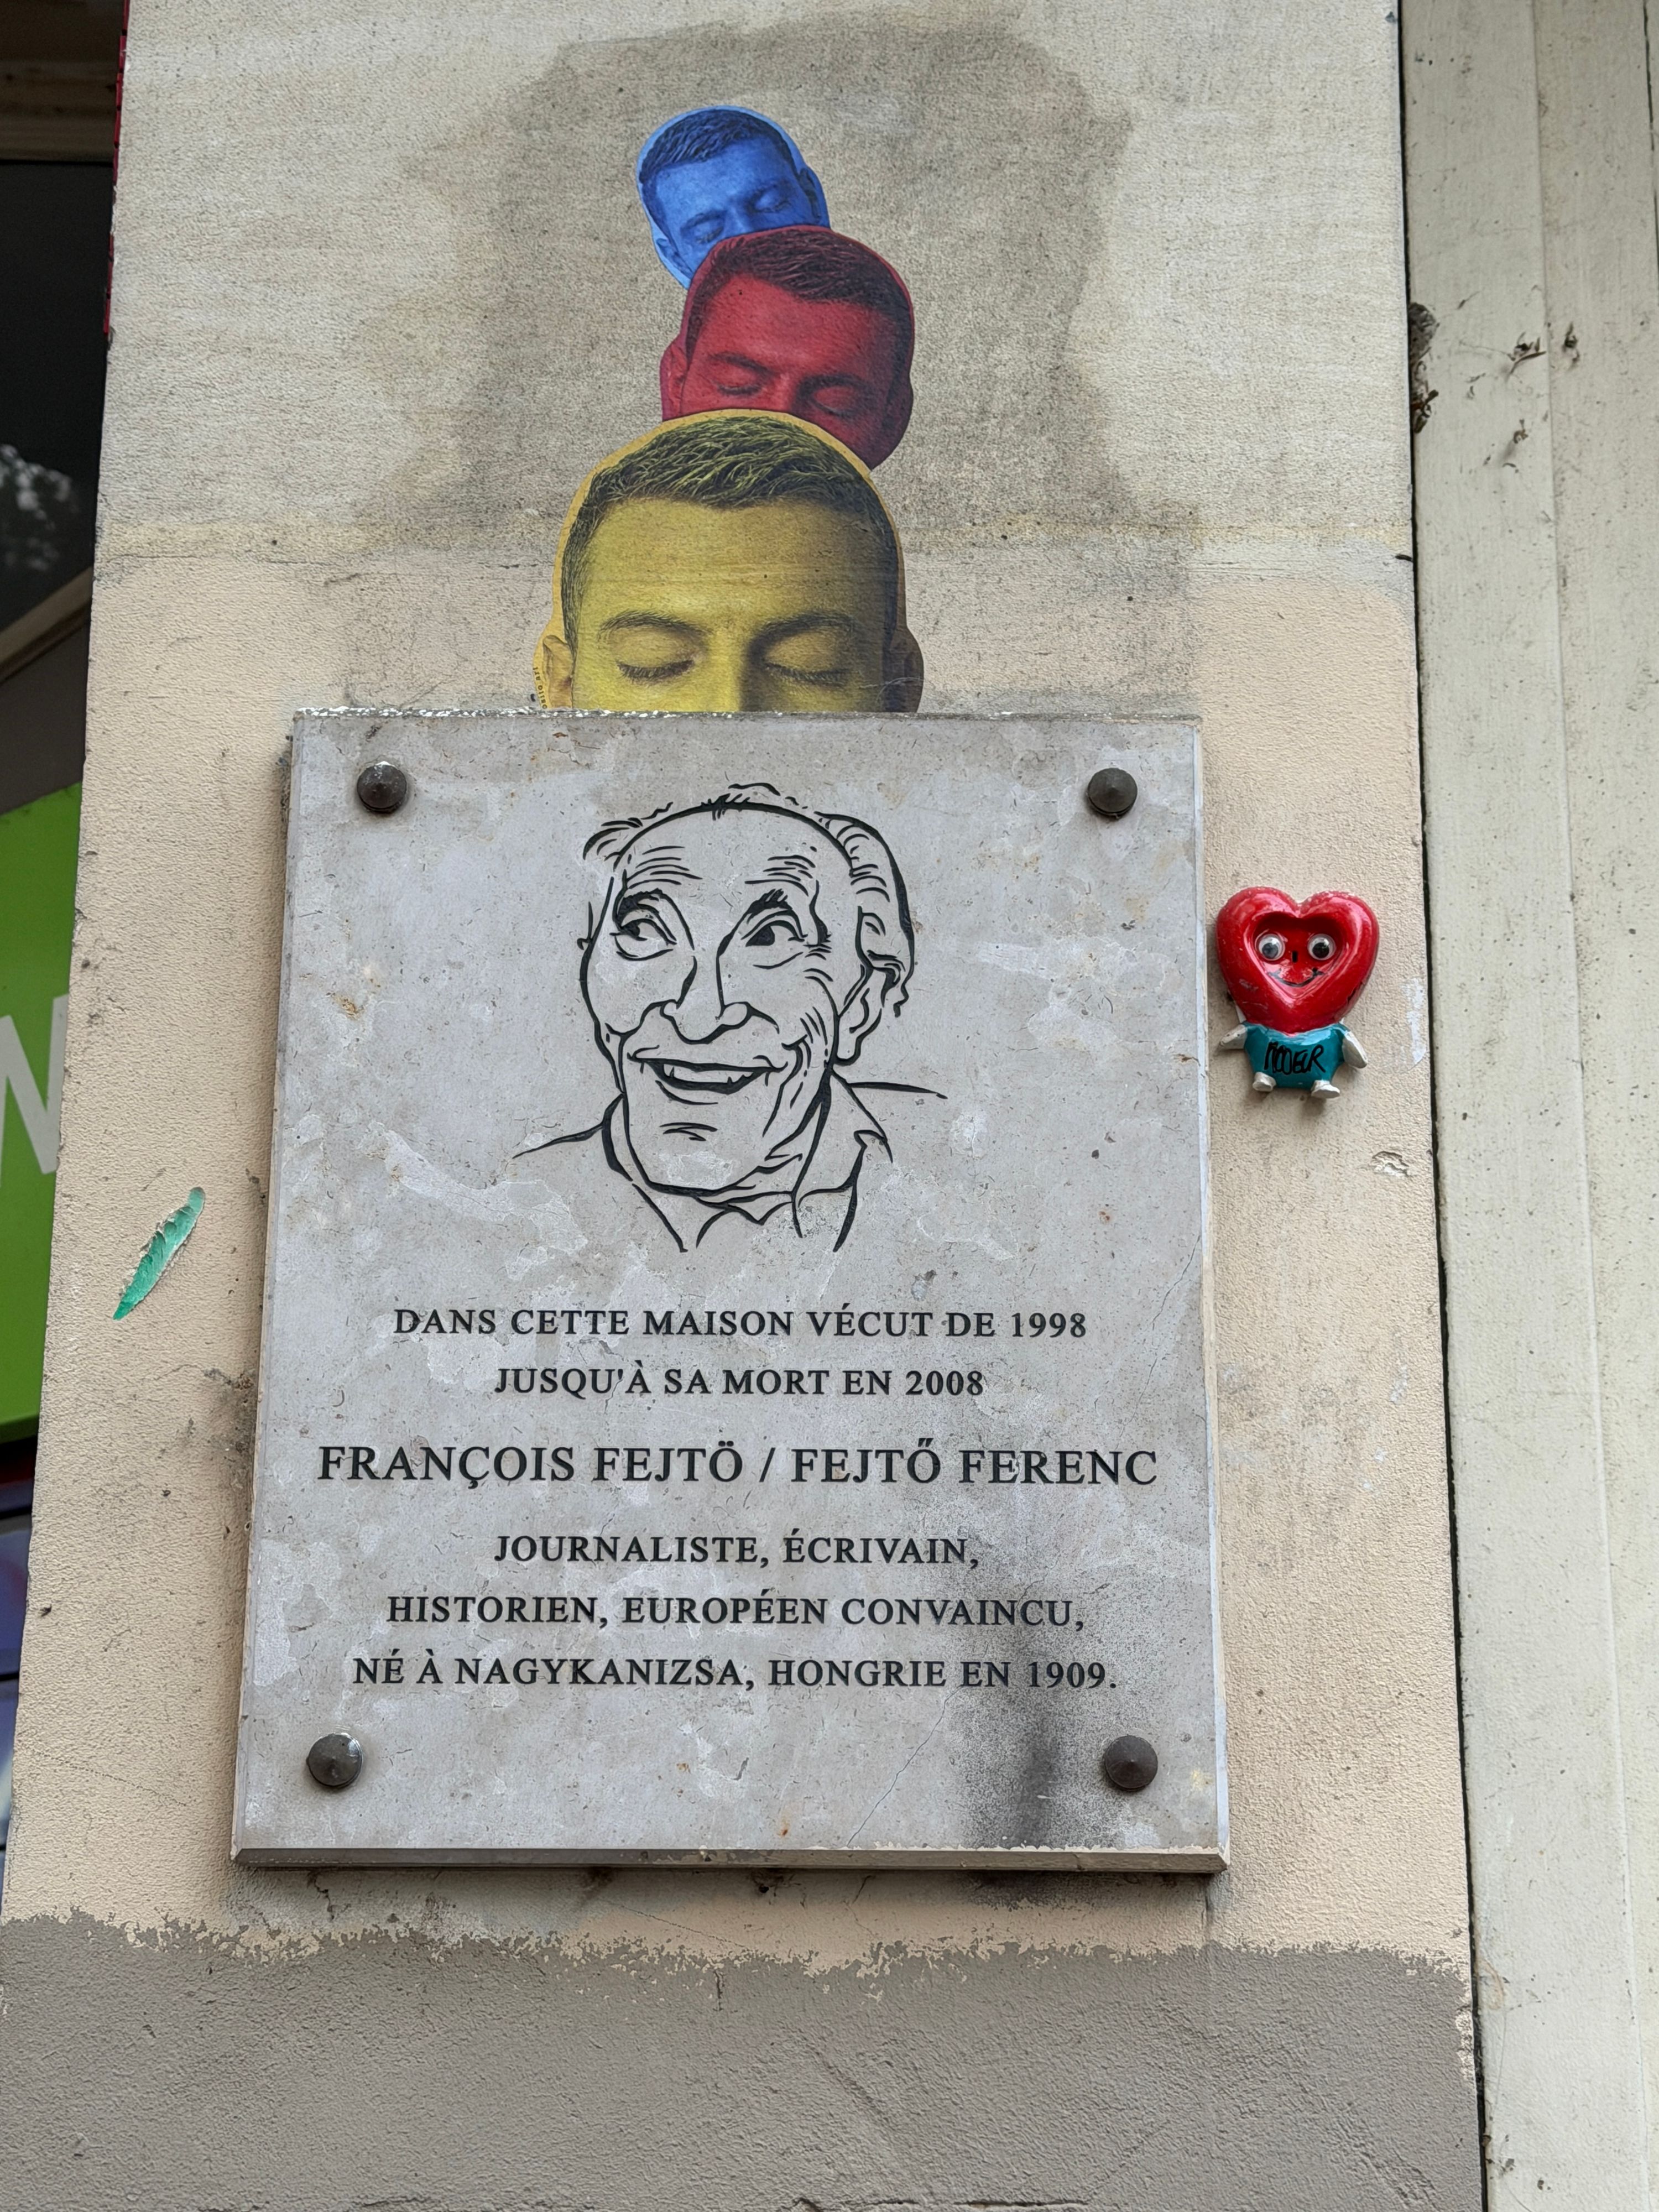 DANS CETTE MAISON VÉCUT DE 1998
JUSQU'À SA MORT EN 2008
FRANÇOIS FEJTÖ / FEJTŐ FERENC
JOURNALISTE, ÉCRIVAIN,
HISTORIEN, EUROPÉEN CONVAINCU,
NÉ À NAGYKANIZSA, HONGRIE EN 1909.